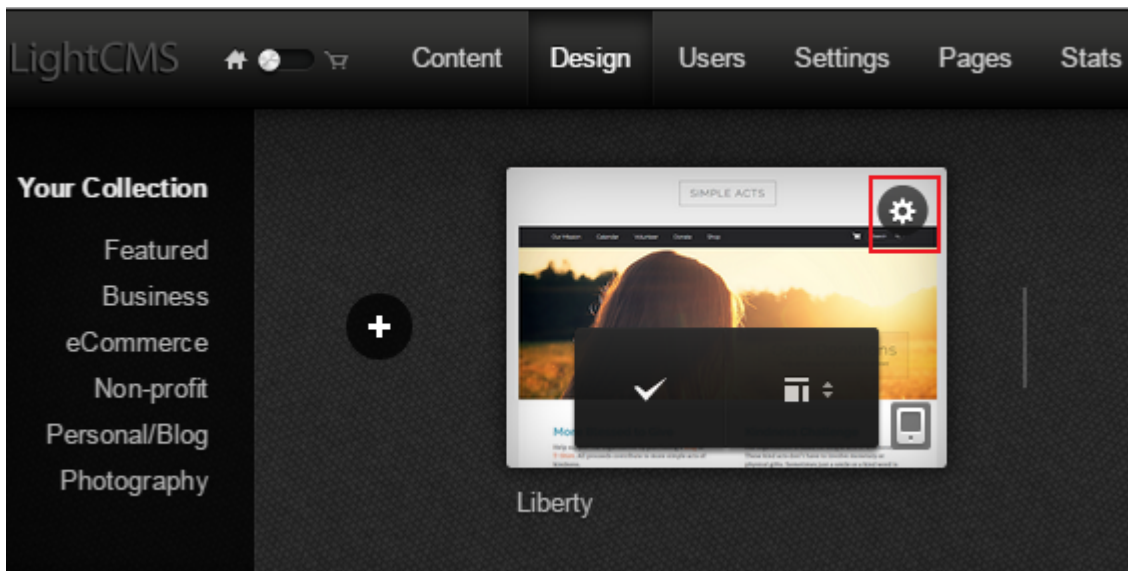 LightCMS Content Design Users Settings Pages Stats
Your Collection
Featured
Business
eCommerce
Non-profit
Personal/Blog
Photography
SIMPLE ACTS
Our Mission Calendar Volunteer Donate Shop
Liberty